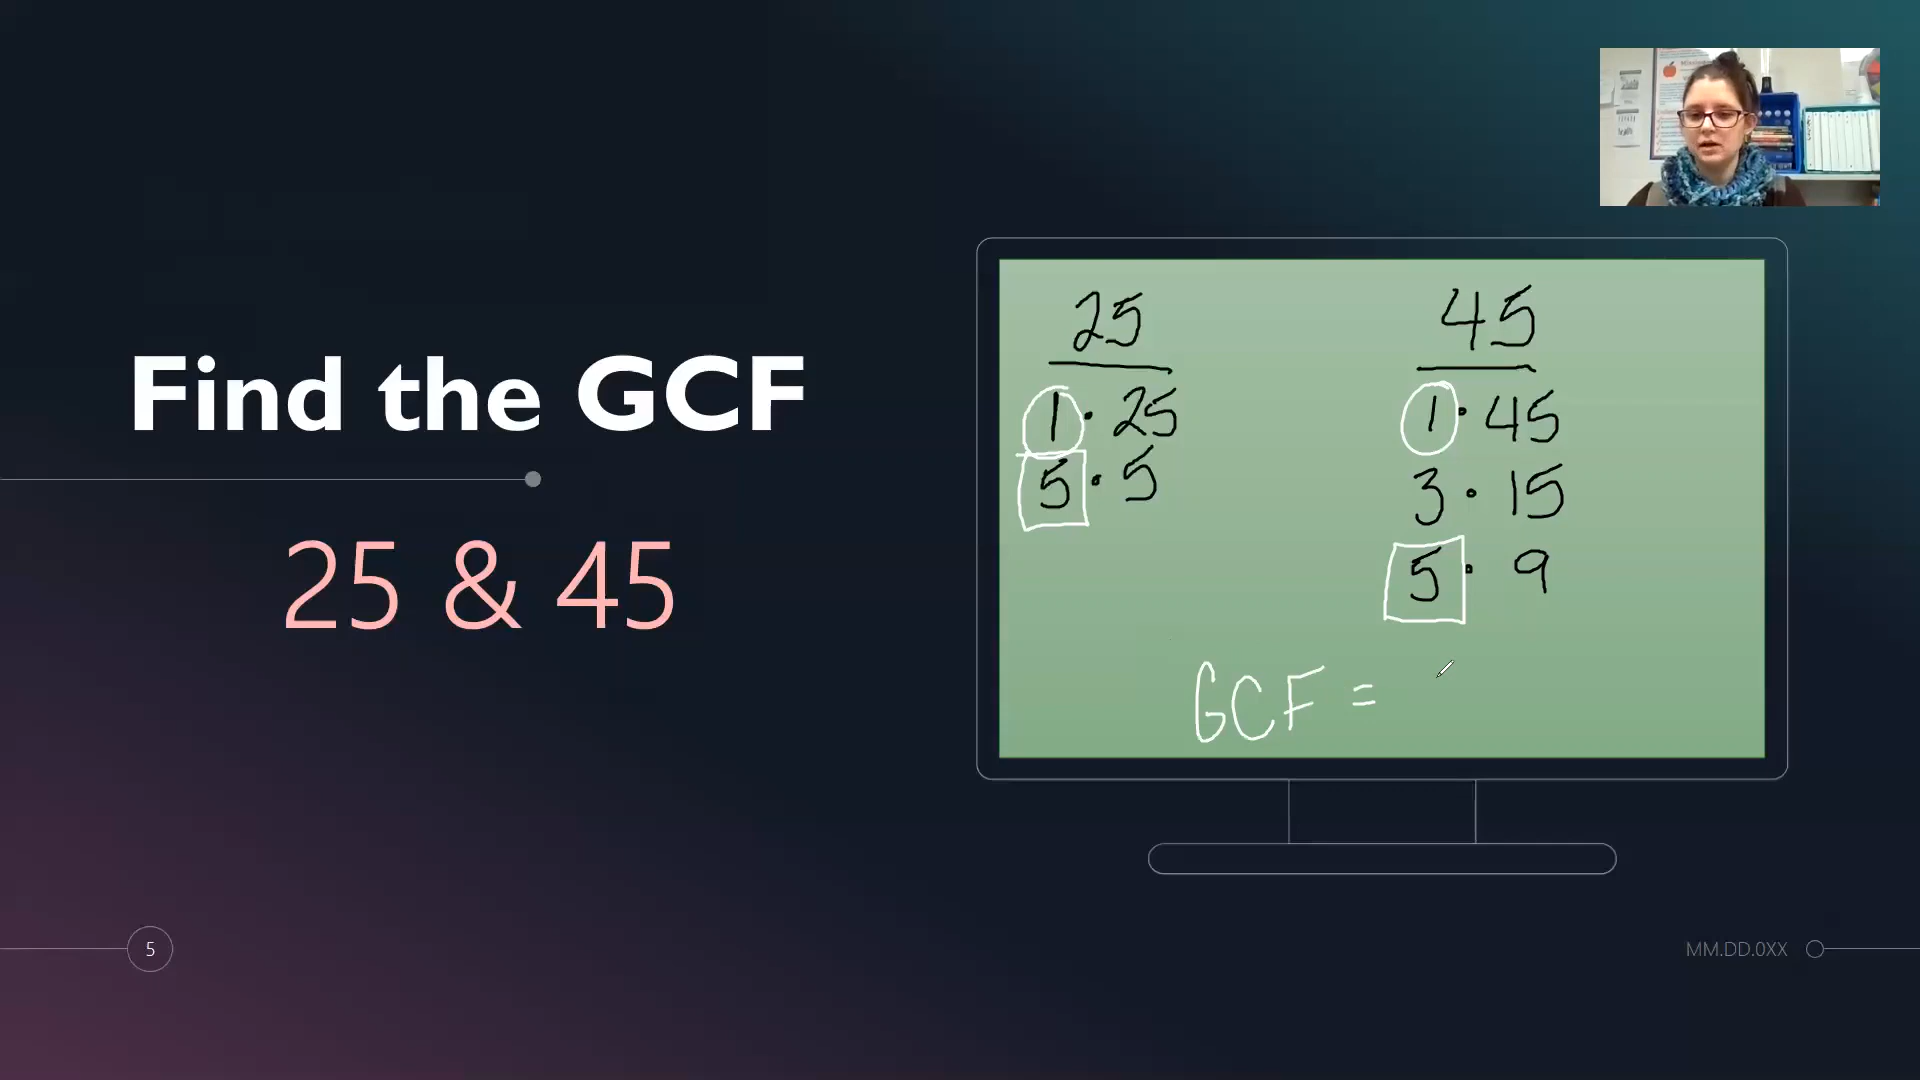 Find the GCF
25 & 45
25
1 · 25
5 · 5
45
1 · 45
3 · 15
5 · 9
GCF =
5
MM.DD.0XX